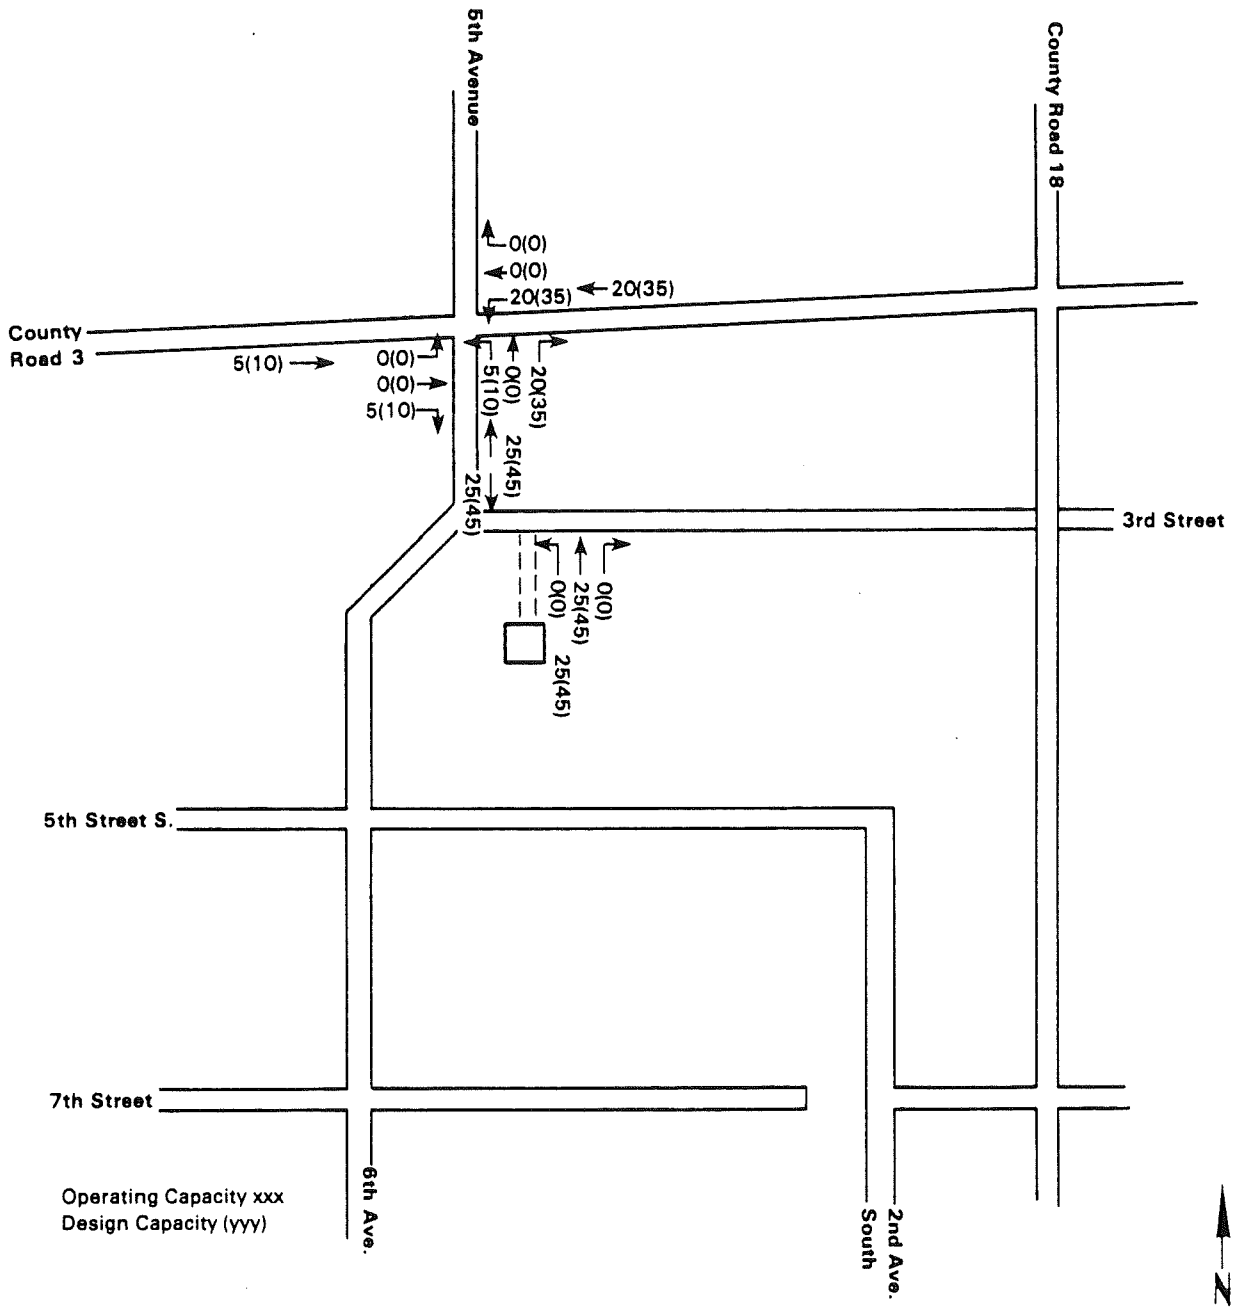 5th Avenue
County Road 18
0(0)
0(0)
20(35)
20(35)
County
Road 3
5(10)
0(0)
0(0)
5(10)
5(10)
0(0)
20(35)
25(45)
25(45)
3rd Street
0(0)
25(45)
0(0)
25(45)
5th Street S.
7th Street
6th Ave.
2nd Ave.
South
Operating Capacity xxx
Design Capacity (yyy)
N